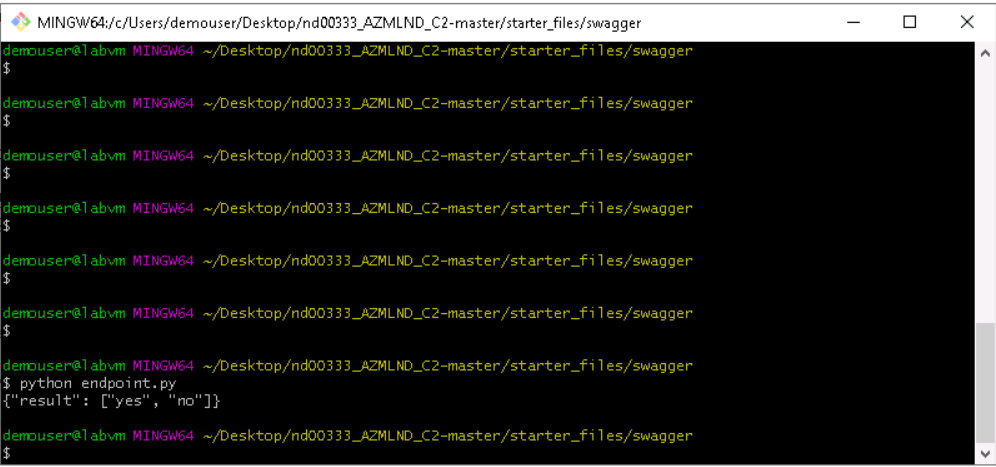 MINGW64:/c/Users/demouser/Desktop/nd00333_AZMLND_C2-master/starter_files/swagger
demouser@labvm MINGW64 ~/Desktop/nd00333_AZMLND_C2-master/starter_files/swagger
$
demouser@labvm MINGW64 ~/Desktop/nd00333_AZMLND_C2-master/starter_files/swagger
$
demouser@labvm MINGW64 ~/Desktop/nd00333_AZMLND_C2-master/starter_files/swagger
$
demouser@labvm MINGW64 ~/Desktop/nd00333_AZMLND_C2-master/starter_files/swagger
$
demouser@labvm MINGW64 ~/Desktop/nd00333_AZMLND_C2-master/starter_files/swagger
$
demouser@labvm MINGW64 ~/Desktop/nd00333_AZMLND_C2-master/starter_files/swagger
$
demouser@labvm MINGW64 ~/Desktop/nd00333_AZMLND_C2-master/starter_files/swagger
$ python endpoint.py
{"result": ["yes", "no"]}
demouser@labvm MINGW64 ~/Desktop/nd00333_AZMLND_C2-master/starter_files/swagger
$